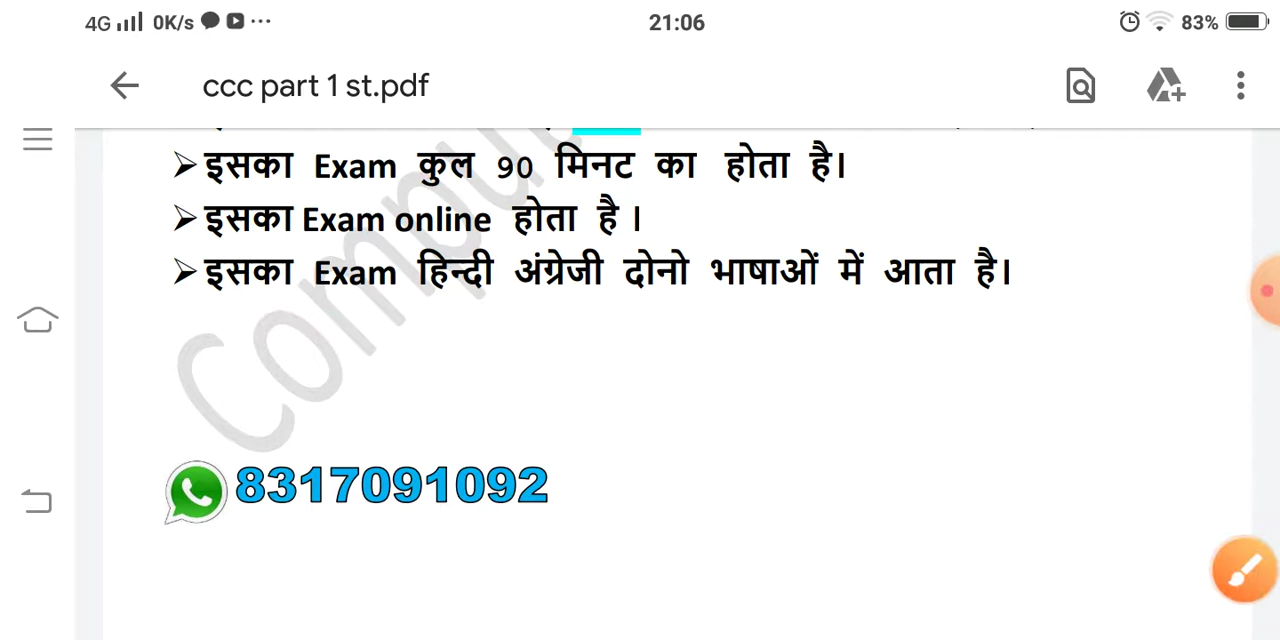 4G 0K/s ... 21:06 83%
ccc part 1 st.pdf
➢ इसका Exam कुल 90 मिनट का होता है।
➢ इसका Exam online होता है ।
➢ इसका Exam हिन्दी अंग्रेजी दोनो भाषाओं में आता है।
Comput
8317091092